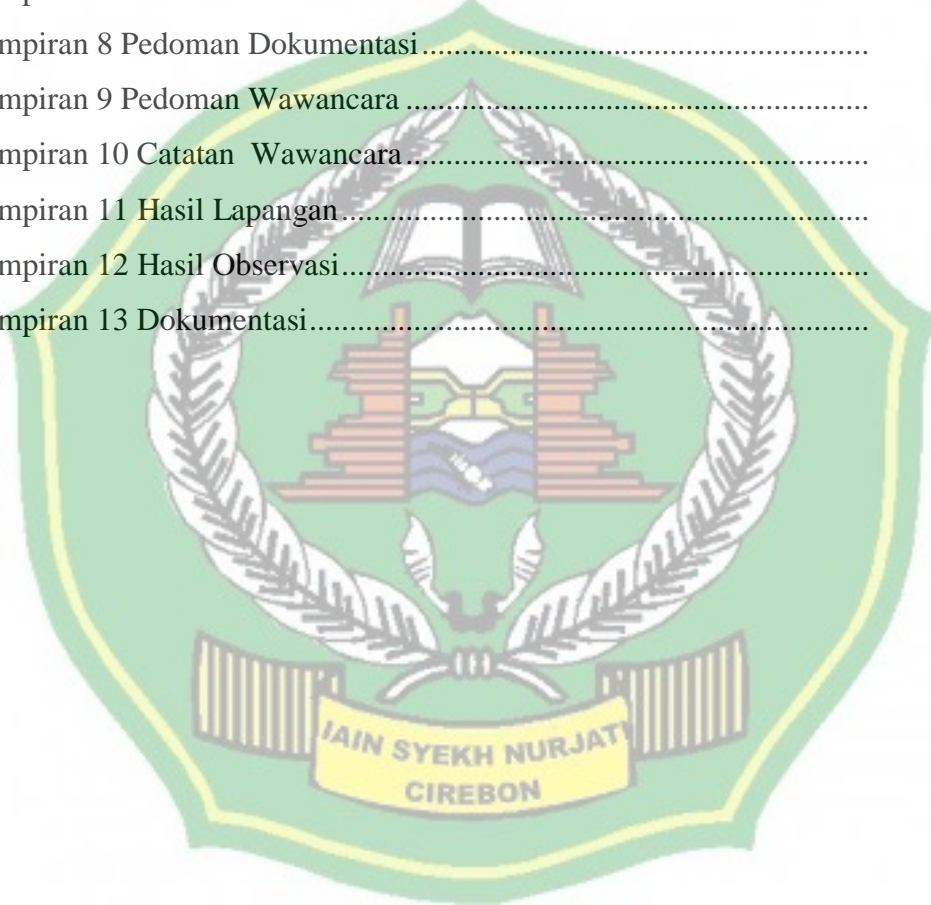 mpiran 8 Pedoman Dokumentasi........................................................
mpiran 9 Pedoman Wawancara..........................................................
mpiran 10 Catatan Wawancara..........................................................
mpiran 11 Hasil Lapangan..................................................................
mpiran 12 Hasil Observasi..................................................................
mpiran 13 Dokumentasi......................................................................
IAIN SYEKH NURJATI
CIREBON